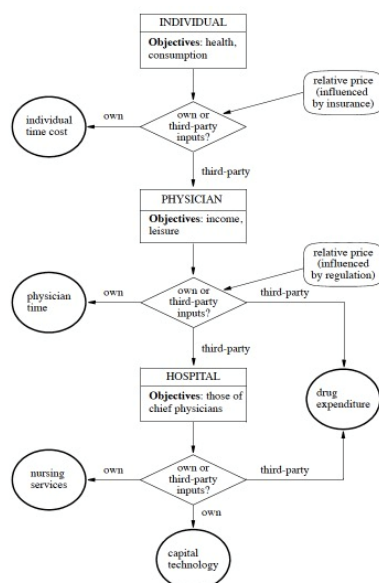 INDIVIDUAL
Objectives: health,
consumption
relative price
(influenced
by insurance)
individual
time cost
own
own or
third-party
inputs?
third-party
PHYSICIAN
Objectives: income,
leisure
relative price
(influenced
by regulation)
physician
time
own
own or
third-party
inputs?
third-party
third-party
HOSPITAL
Objectives: those of
chief physicians
drug
expenditure
nursing
services
own
own or
third-party
inputs?
third-party
own
capital
technology